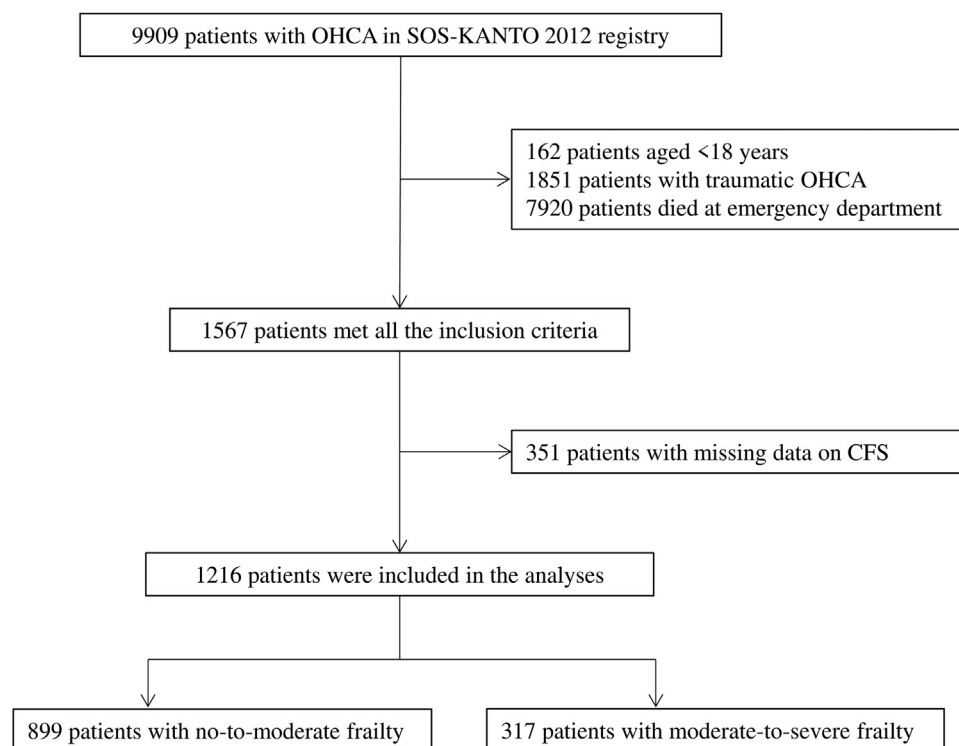 9909 patients with OHCA in SOS-KANTO 2012 registry
162 patients aged <18 years
1851 patients with traumatic OHCA
7920 patients died at emergency department
1567 patients met all the inclusion criteria
351 patients with missing data on CFS
1216 patients were included in the analyses
899 patients with no-to-moderate frailty
317 patients with moderate-to-severe frailty